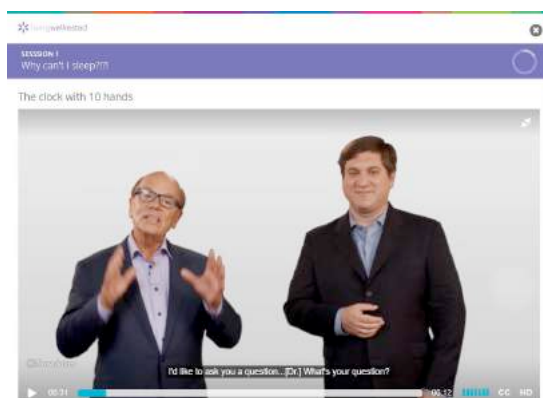 SESSION 1
Why can't I sleep?!!!
The clock with 10 hands
I'd like to ask you a question...[Dr.] What's your question?
CC HD